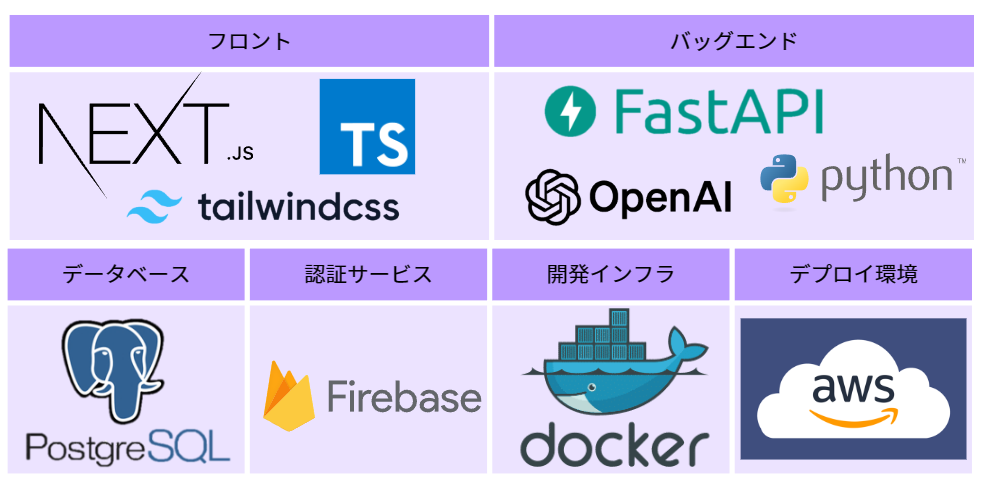 フロント
バッグエンド
NEXT.JS
TS
tailwindcss
FastAPI
OpenAI
python™
データベース
認証サービス
開発インフラ
デプロイ環境
PostgreSQL
Firebase
docker
aws